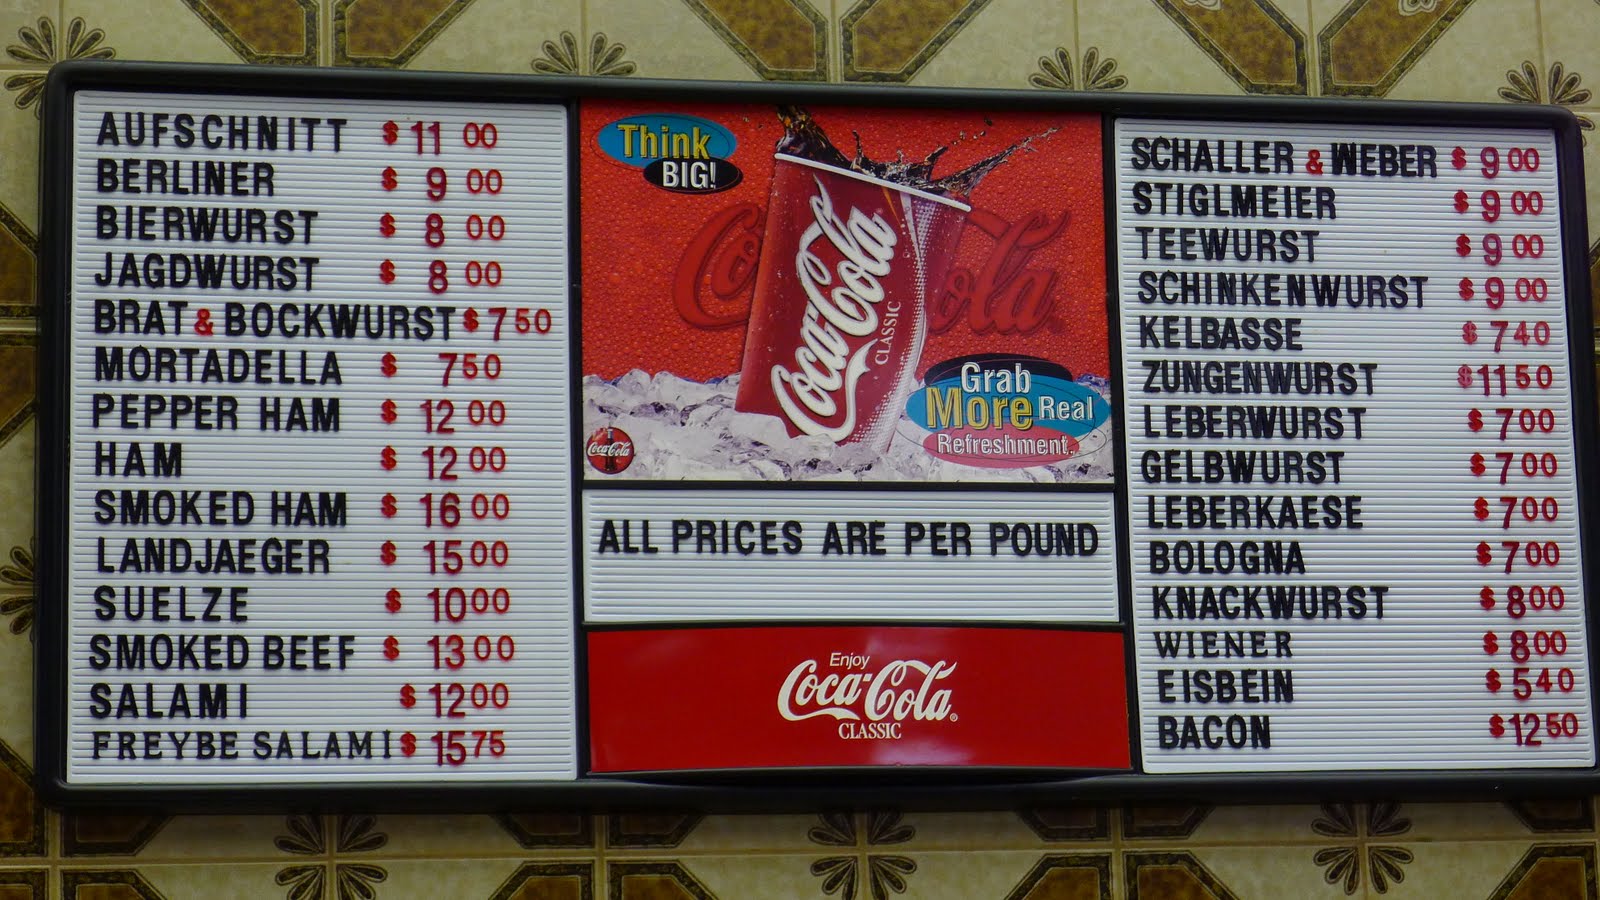 AUFSCHNITT $ 11 00
BERLINER $ 9 00
BIERWURST $ 8 00
JAGDWURST $ 8 00
BRAT & BOCKWURST $ 7 50
MORTADELLA $ 7 50
PEPPER HAM $ 12 00
HAM $ 12 00
SMOKED HAM $ 16 00
LANDJAEGER $ 15 00
SUELZE $ 10 00
SMOKED BEEF $ 13 00
SALAMI $ 12 00
FREYBE SALAMI $ 15 75
Think
BIG!
Coca-Cola
Coca-Cola
CLASSIC
Grab
More Real
Refreshment.
Coca-Cola
ALL PRICES ARE PER POUND
Enjoy
Coca-Cola
CLASSIC
SCHALLER & WEBER $ 9 00
STIGLMEIER $ 9 00
TEEWURST $ 9 00
SCHINKENWURST $ 9 00
KELBASSE $ 7 40
ZUNGENWURST $ 11 50
LEBERWURST $ 7 00
GELBWURST $ 7 00
LEBERKAESE $ 7 00
BOLOGNA $ 7 00
KNACKWURST $ 8 00
WIENER $ 8 00
EISBEIN $ 5 40
BACON $ 12 50